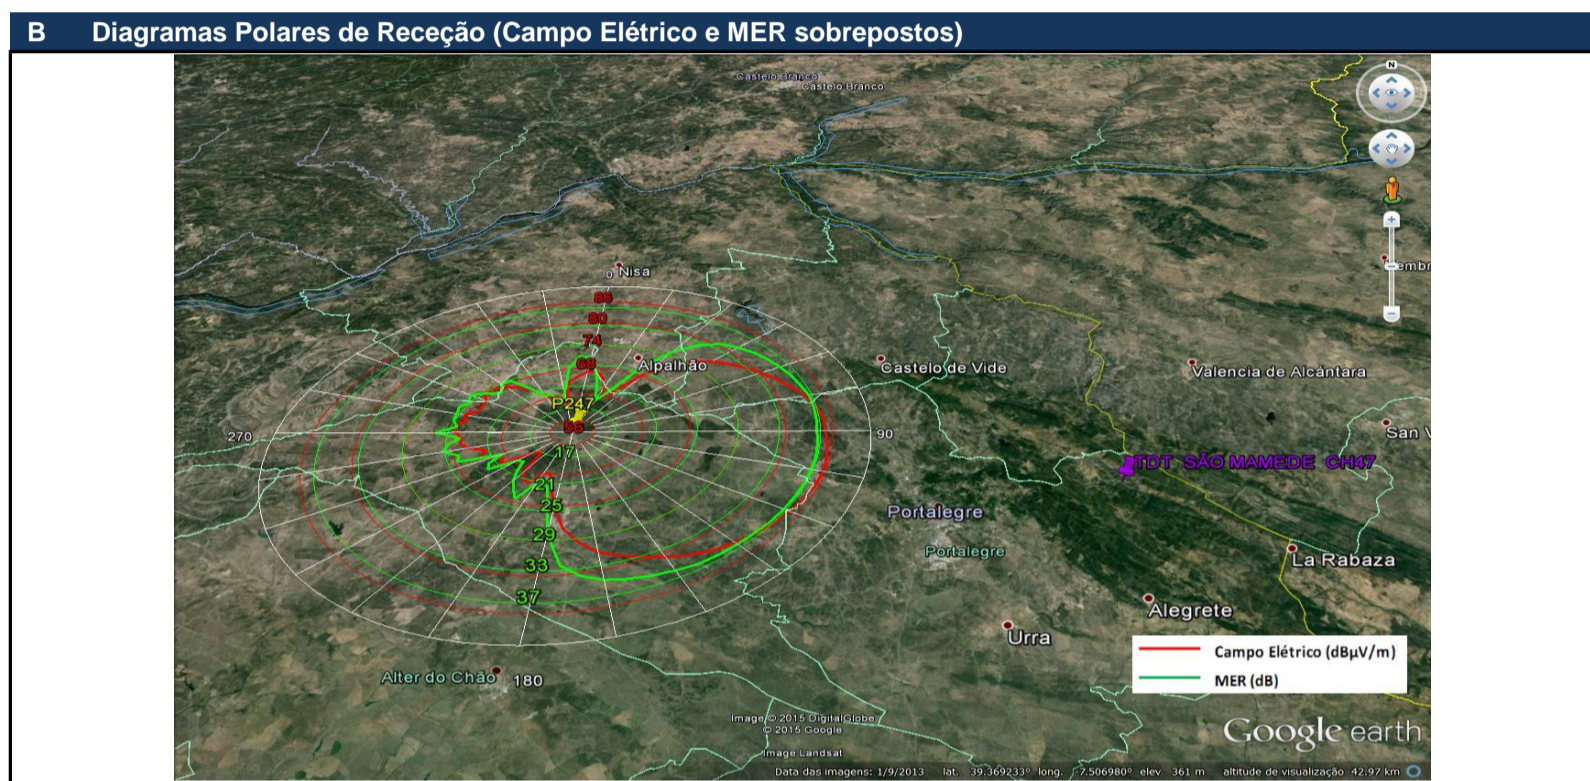 B Diagramas Polares de Receção (Campo Elétrico e MER sobrepostos)
Castelo Branco
Castelo Branco
N
0 Nisa
86
80
74
68
Alpalhão
Castelo de Vide
Valencia de Alcántara
P247
56
270
90
San V
17
TDT SÃO MAMEDE CH47
21
25
Portalegre
29
Portalegre
33
La Rabaza
37
Alegrete
Urra
Campo Elétrico (dBµV/m)
MER (dB)
Alter do Chão 180
Image © 2015 DigitalGlobe
© 2015 Google
Image Landsat
Google earth
Data das imagens: 1/9/2013 lat. 39.369233° long. -7.506980° elev 361 m altitude de visualização 42.97 km